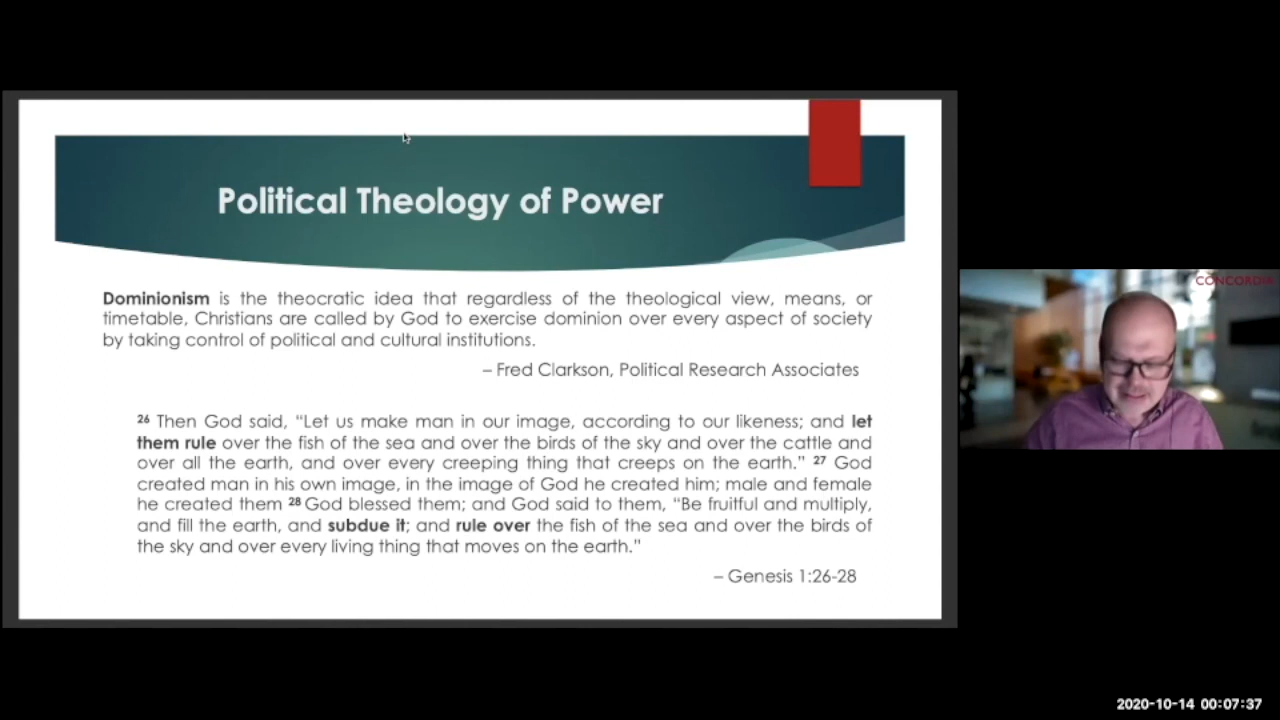 Political Theology of Power
Dominionism is the theocratic idea that regardless of the theological view, means, or
timetable, Christians are called by God to exercise dominion over every aspect of society
by taking control of political and cultural institutions.
– Fred Clarkson, Political Research Associates
26 Then God said, “Let us make man in our image, according to our likeness; and let
them rule over the fish of the sea and over the birds of the sky and over the cattle and
over all the earth, and over every creeping thing that creeps on the earth.” 27 God
created man in his own image, in the image of God he created him; male and female
he created them 28 God blessed them; and God said to them, “Be fruitful and multiply,
and fill the earth, and subdue it; and rule over the fish of the sea and over the birds of
the sky and over every living thing that moves on the earth.”
– Genesis 1:26-28
CONCORDIA
2020-10-14 00:07:37